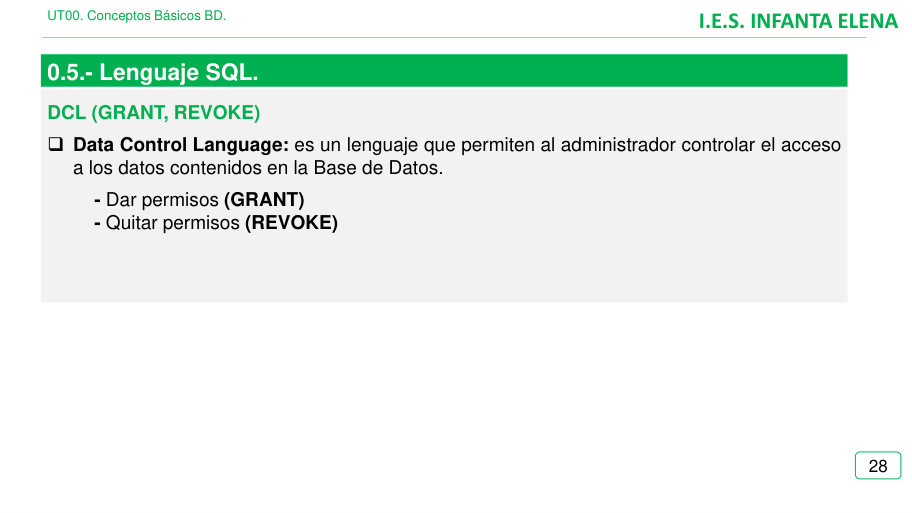 UT00. Conceptos Básicos BD.
I.E.S. INFANTA ELENA
0.5.- Lenguaje SQL.
DCL (GRANT, REVOKE)
❑ Data Control Language: es un lenguaje que permiten al administrador controlar el acceso
a los datos contenidos en la Base de Datos.
- Dar permisos (GRANT)
- Quitar permisos (REVOKE)
28